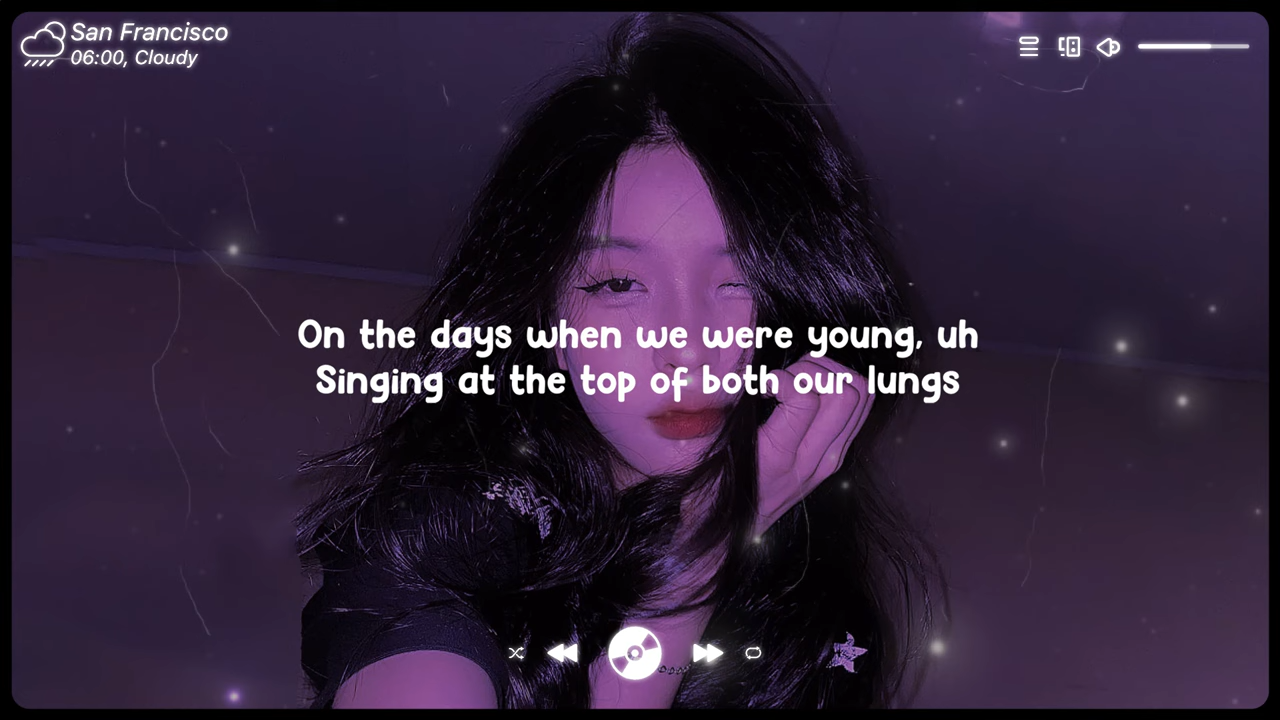 San Francisco
06:00, Cloudy
On the days when we were young, uh
Singing at the top of both our lungs